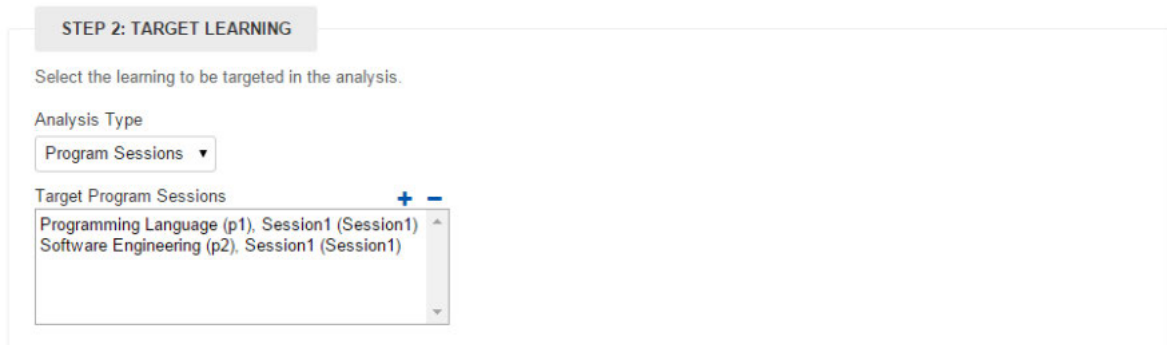 STEP 2: TARGET LEARNING
Select the learning to be targeted in the analysis.
Analysis Type
Program Sessions
Target Program Sessions
Programming Language (p1), Session1 (Session1)
Software Engineering (p2), Session1 (Session1)